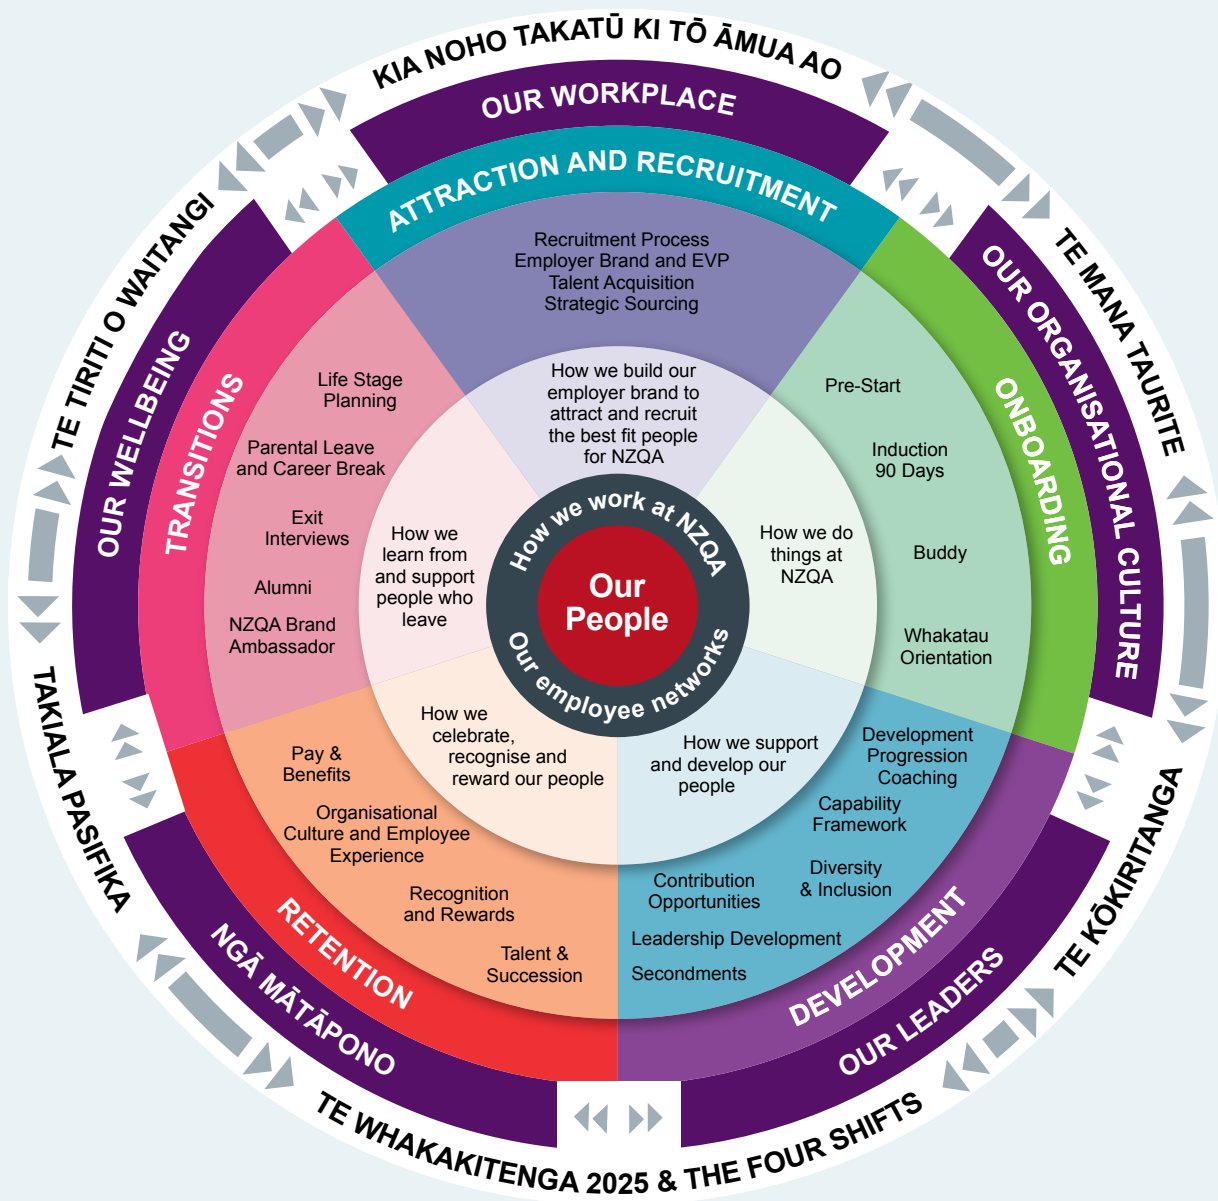 KIA NOHO TAKATŪ KI TŌ ĀMUA AO
TE MANA TAURITE
TE KŌKIRITANGA
TE WHAKAKITENGA 2025 & THE FOUR SHIFTS
TAKIALA PASIFIKA
TE TIRITI O WAITANGI
OUR WORKPLACE
OUR ORGANISATIONAL CULTURE
OUR LEADERS
NGĀ MĀTĀPONO
OUR WELLBEING
ATTRACTION AND RECRUITMENT
Recruitment Process
Employer Brand and EVP
Talent Acquisition
Strategic Sourcing
How we build our
employer brand to
attract and recruit
the best fit people
for NZQA
ONBOARDING
Pre-Start
Induction
90 Days
Buddy
Whakatau
Orientation
How we do
things at
NZQA
DEVELOPMENT
Development
Progression
Coaching
Capability
Framework
Diversity
& Inclusion
Contribution
Opportunities
Leadership Development
Secondments
How we support
and develop our
people
RETENTION
Pay &
Benefits
Organisational
Culture and Employee
Experience
Recognition
and Rewards
Talent &
Succession
How we
celebrate,
recognise and
reward our people
TRANSITIONS
Life Stage
Planning
Parental Leave
and Career Break
Exit
Interviews
Alumni
NZQA Brand
Ambassador
How we
learn from
and support
people who
leave
How we work at NZQA
Our employee networks
Our
People